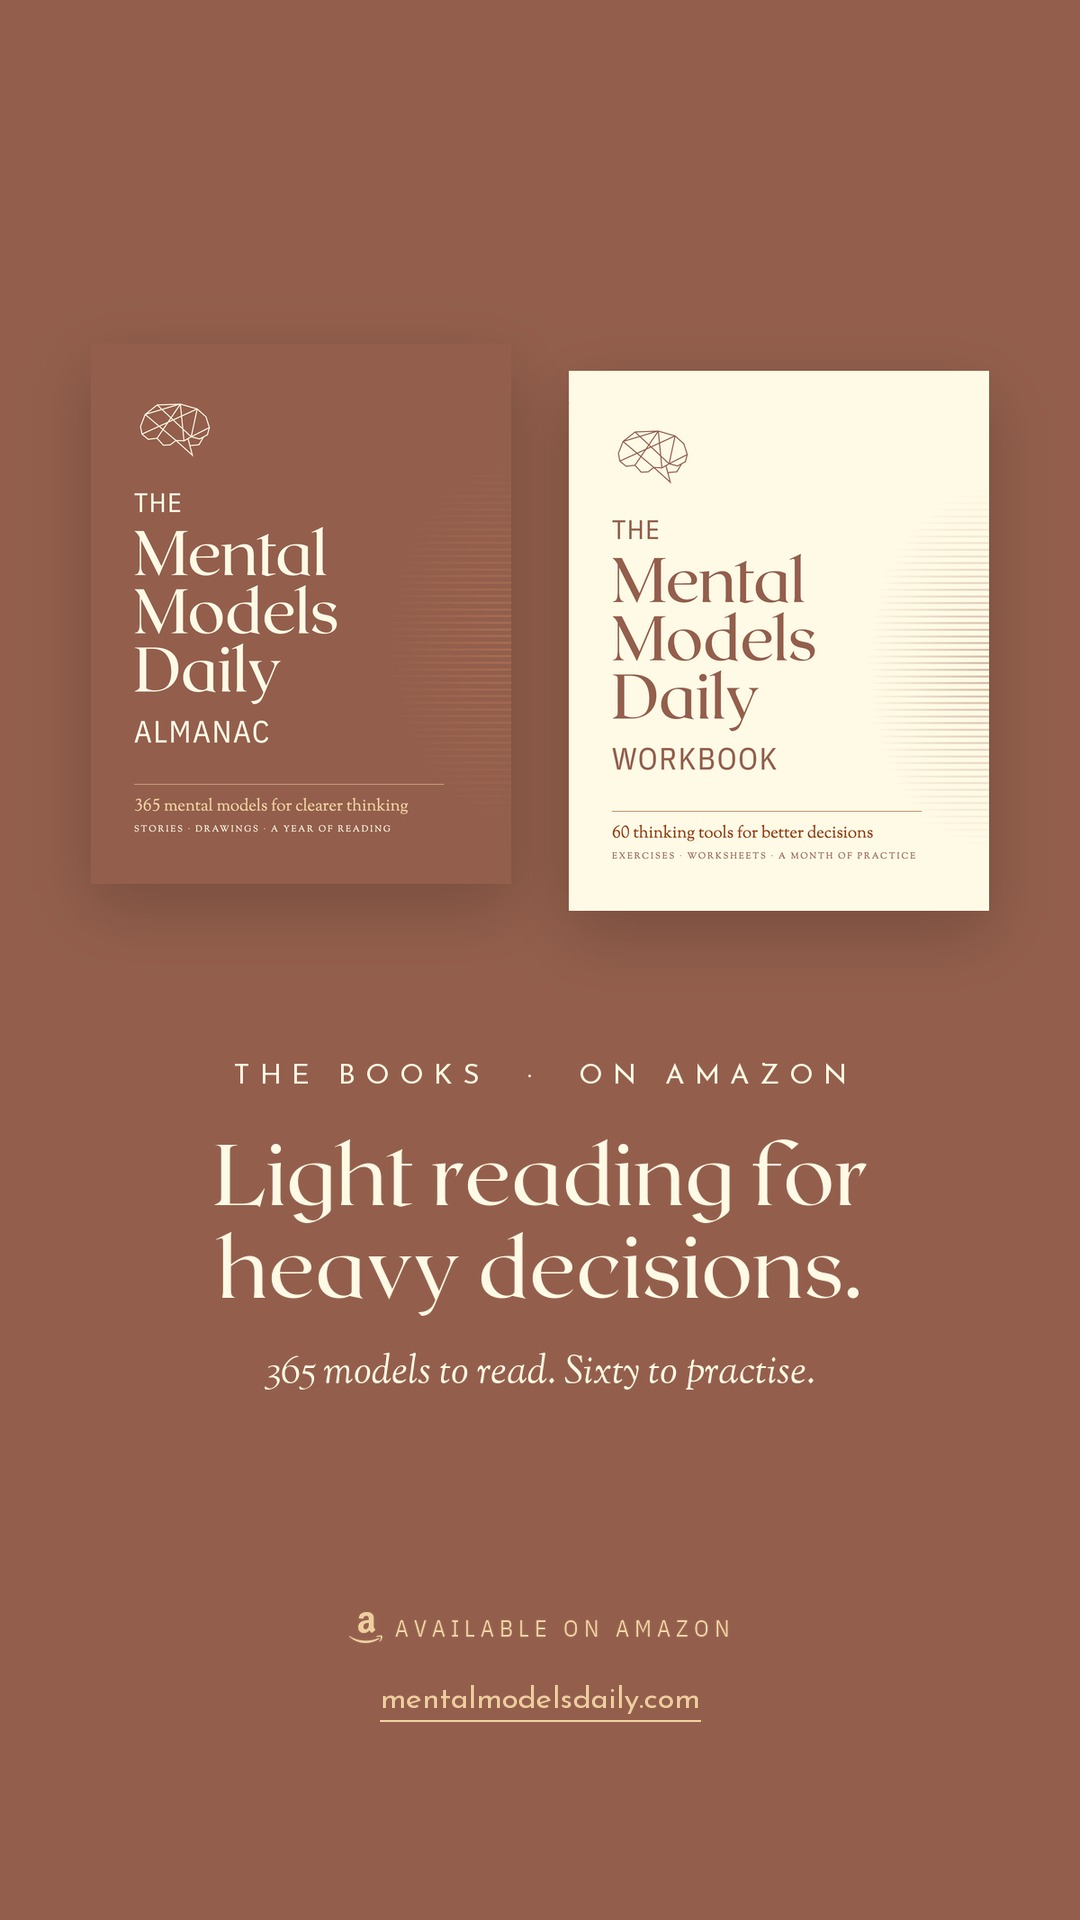 THE
Mental
Models
Daily
ALMANAC
365 mental models for clearer thinking
STORIES · DRAWINGS · A YEAR OF READING
THE
Mental
Models
Daily
WORKBOOK
60 thinking tools for better decisions
EXERCISES · WORKSHEETS · A MONTH OF PRACTICE
THE BOOKS · ON AMAZON
Light reading for
heavy decisions.
365 models to read. Sixty to practise.
a AVAILABLE ON AMAZON
mentalmodelsdaily.com